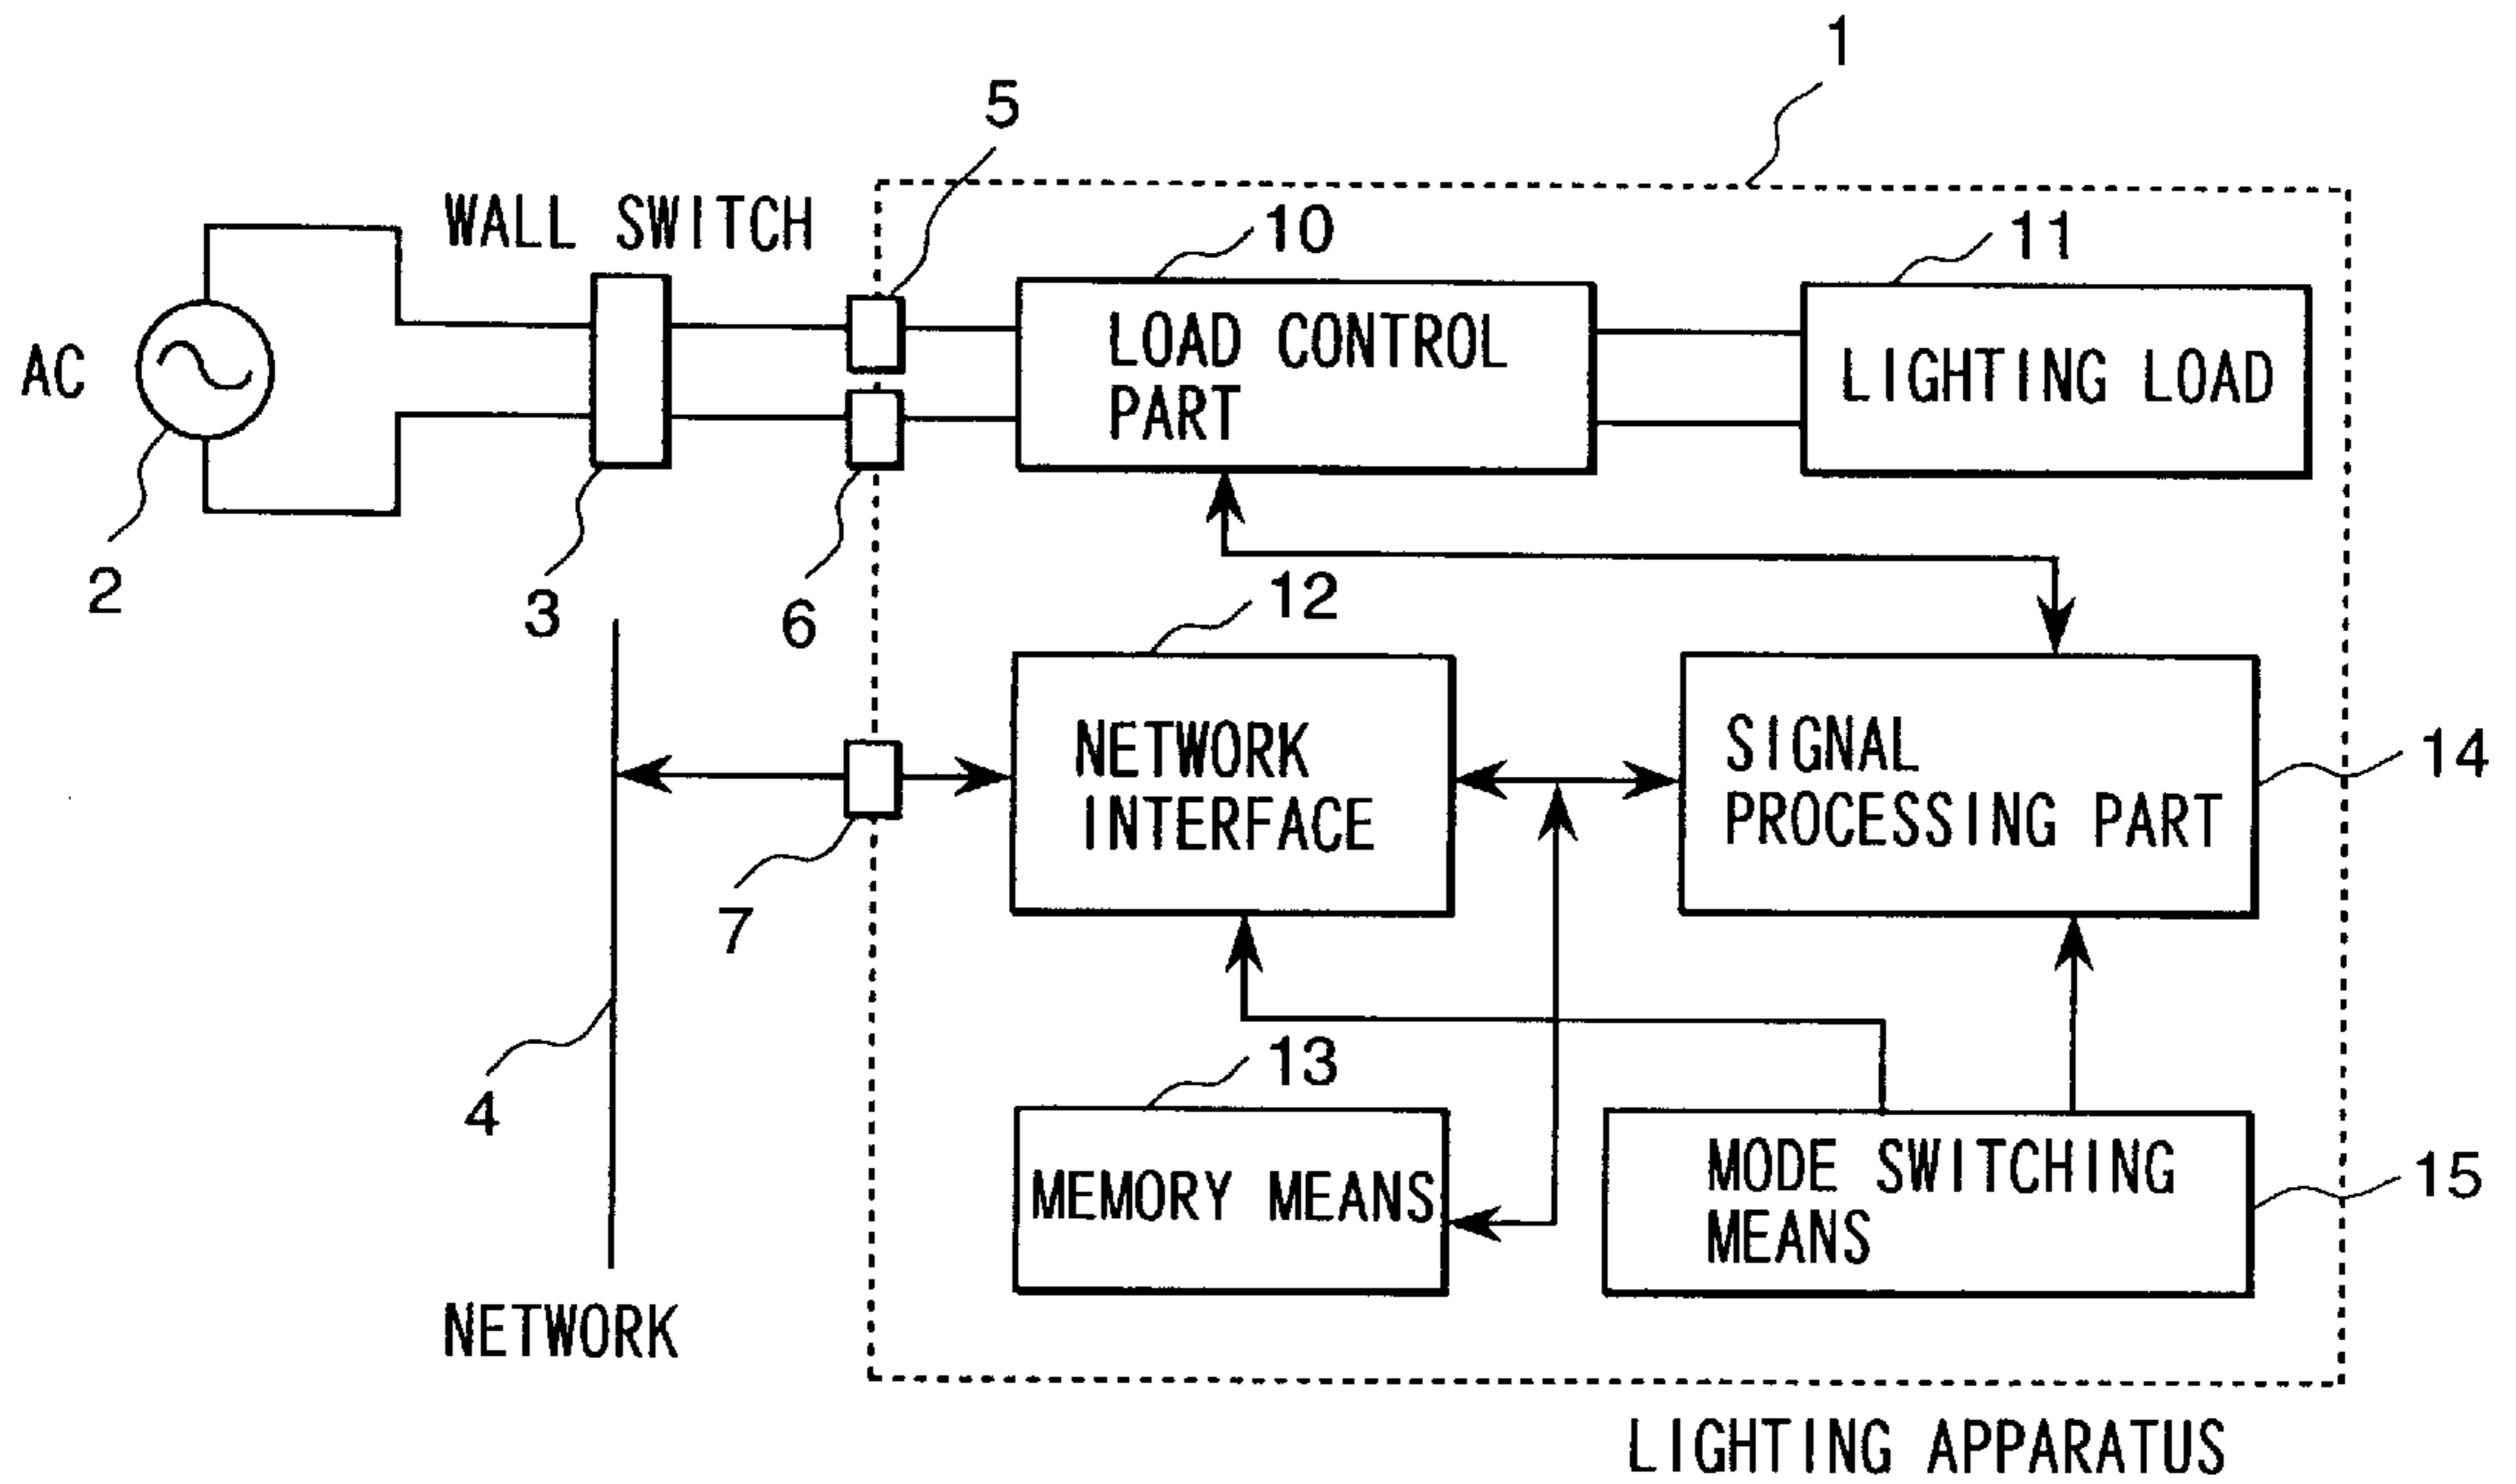 1
5
WALL SWITCH
10
11
AC
LOAD CONTROL
PART
LIGHTING LOAD
2
3
6
12
NETWORK
INTERFACE
SIGNAL
PROCESSING PART
14
7
4
13
MEMORY MEANS
MODE SWITCHING
MEANS
15
NETWORK
LIGHTING APPARATUS